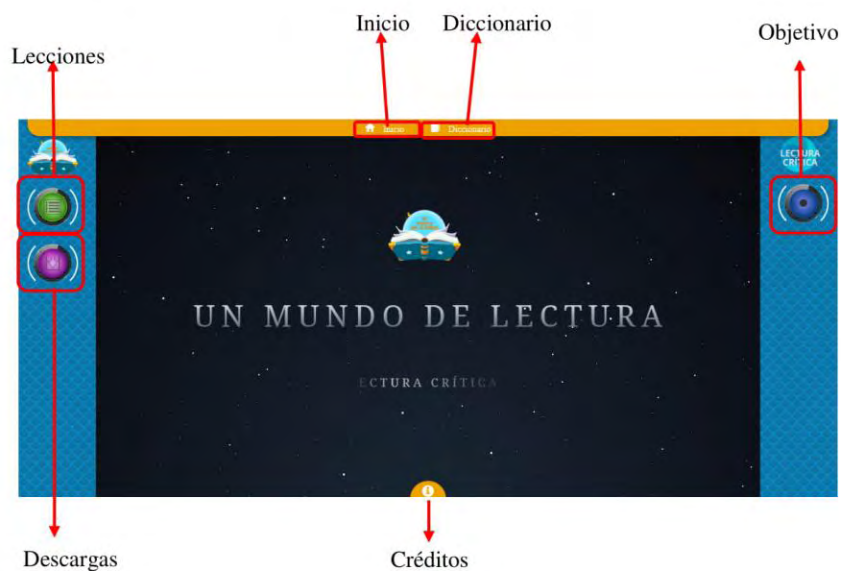 Inicio Diccionario
Objetivo
Lecciones
Inicio Diccionario
LECTURA
CRÍTICA
UN MUNDO DE LECTURA
ECTURA CRÍTICA
Descargas
Créditos